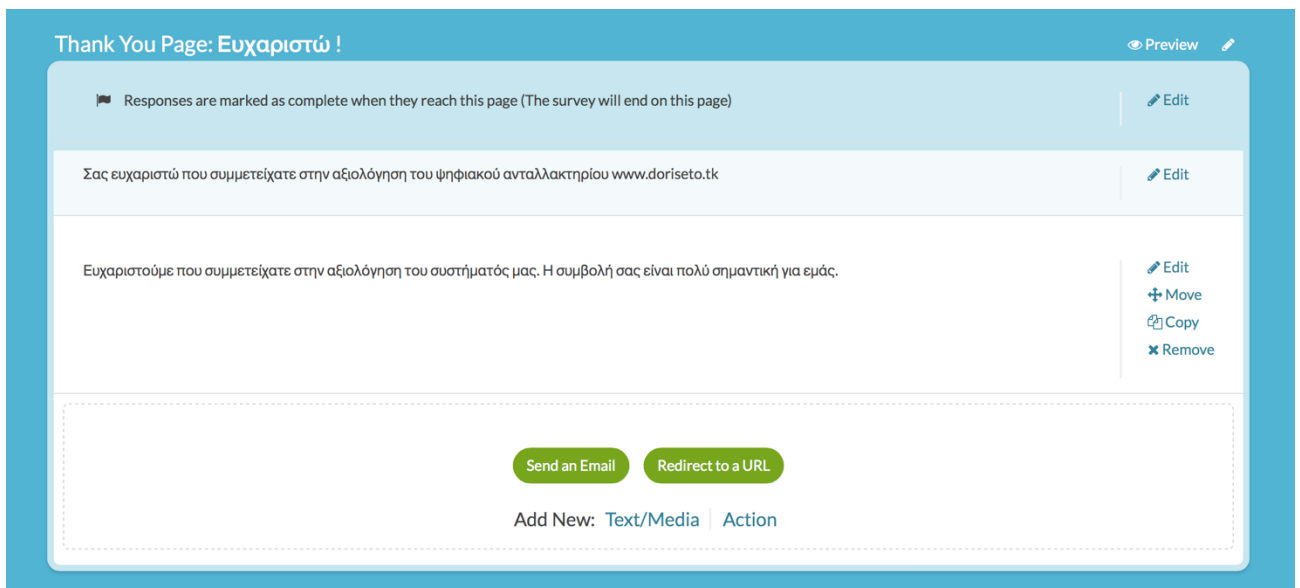 Thank You Page: Ευχαριστώ !
Preview
Responses are marked as complete when they reach this page (The survey will end on this page)
Edit
Σας ευχαριστώ που συμμετείχατε στην αξιολόγηση του ψηφιακού ανταλλακτηρίου www.doriseto.tk
Edit
Ευχαριστούμε που συμμετείχατε στην αξιολόγηση του συστήματός μας. Η συμβολή σας είναι πολύ σημαντική για εμάς.
Edit
Move
Copy
Remove
Send an Email
Redirect to a URL
Add New: Text/Media Action